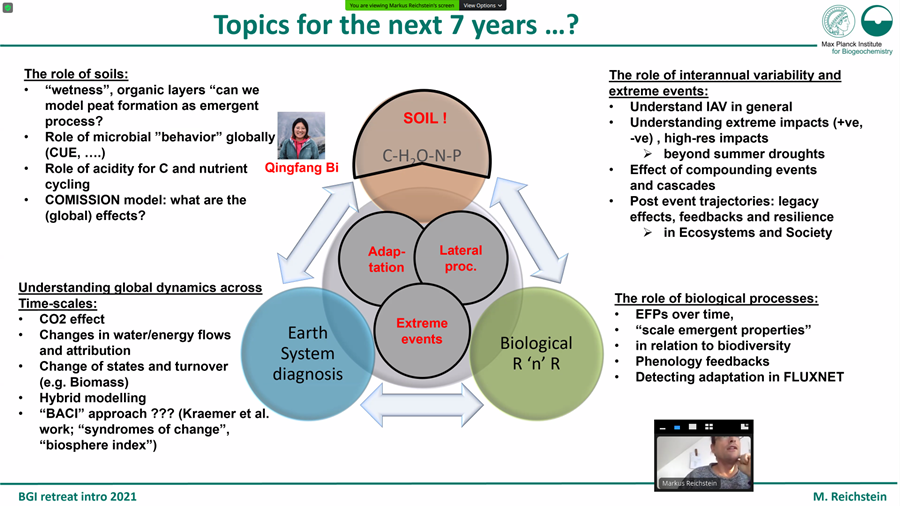 You are viewing Markus Reichstein's screen View Options
Topics for the next 7 years …?
Max Planck Institute
for Biogeochemistry
The role of soils:
• “wetness”, organic layers “can we
model peat formation as emergent
process?
• Role of microbial ”behavior” globally
(CUE, ….)
• Role of acidity for C and nutrient
cycling
• COMISSION model: what are the
(global) effects?
Qingfang Bi
SOIL !
C-H2O-N-P
Adap-
tation
Lateral
proc.
Extreme
events
Earth
System
diagnosis
Biological
R ‘n’ R
The role of interannual variability and
extreme events:
• Understand IAV in general
• Understanding extreme impacts (+ve,
-ve) , high-res impacts
➢ beyond summer droughts
• Effect of compounding events
and cascades
• Post event trajectories: legacy
effects, feedbacks and resilience
➢ in Ecosystems and Society
Understanding global dynamics across
Time-scales:
• CO2 effect
• Changes in water/energy flows
and attribution
• Change of states and turnover
(e.g. Biomass)
• Hybrid modelling
• “BACI” approach ??? (Kraemer et al.
work; “syndromes of change”,
“biosphere index”)
The role of biological processes:
• EFPs over time,
• “scale emergent properties”
• in relation to biodiversity
• Phenology feedbacks
• Detecting adaptation in FLUXNET
Markus Reichstein
BGI retreat intro 2021
M. Reichstein